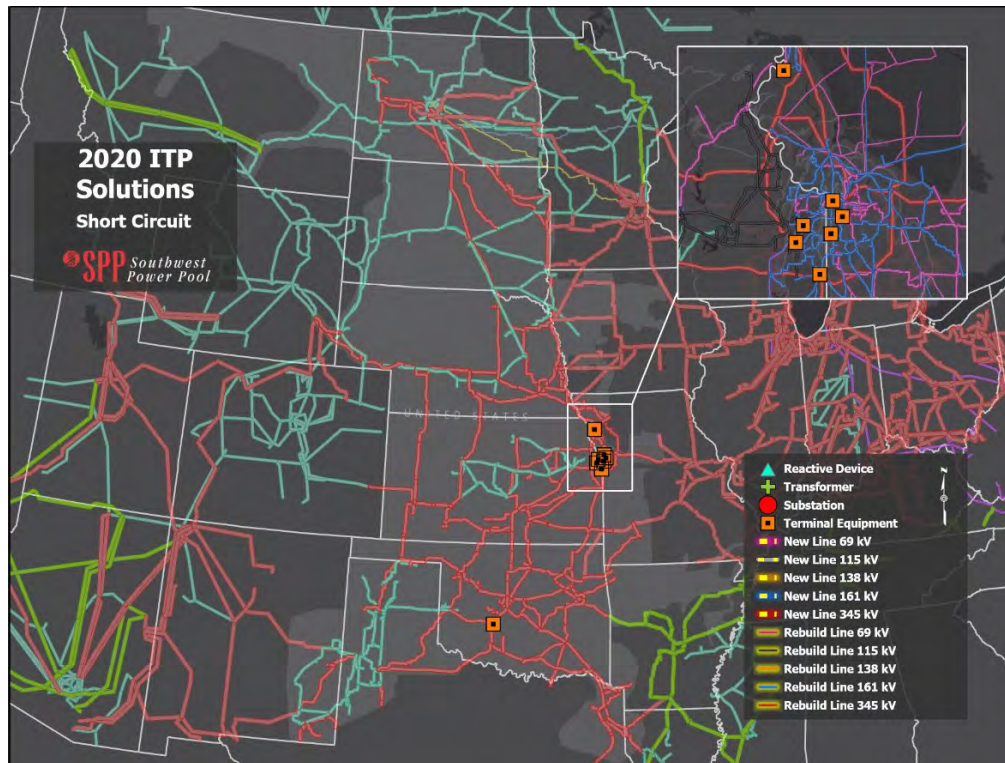 2020 ITP
Solutions
Short Circuit
SPP Southwest
Power Pool
UNITED STATES
Reactive Device
Transformer
Substation
Terminal Equipment
New Line 69 kV
New Line 115 kV
New Line 138 kV
New Line 161 kV
New Line 345 kV
Rebuild Line 69 kV
Rebuild Line 115 kV
Rebuild Line 138 kV
Rebuild Line 161 kV
Rebuild Line 345 kV